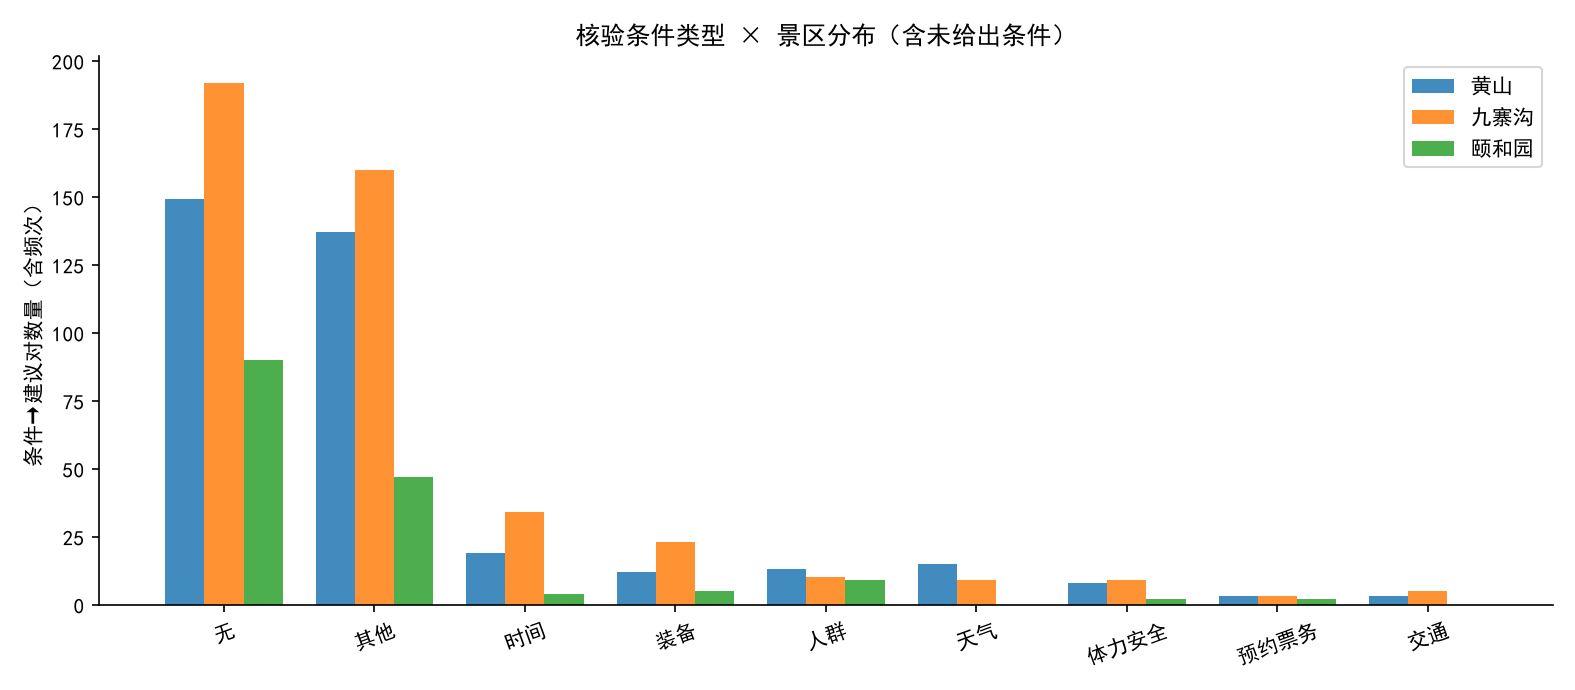 核验条件类型 × 景区分布（含未给出条件）
条件→建议对数量（含频次）
200
175
150
125
100
75
50
25
0
黄山
九寨沟
颐和园
无
其他
时间
装备
人群
天气
体力安全
预约票务
交通